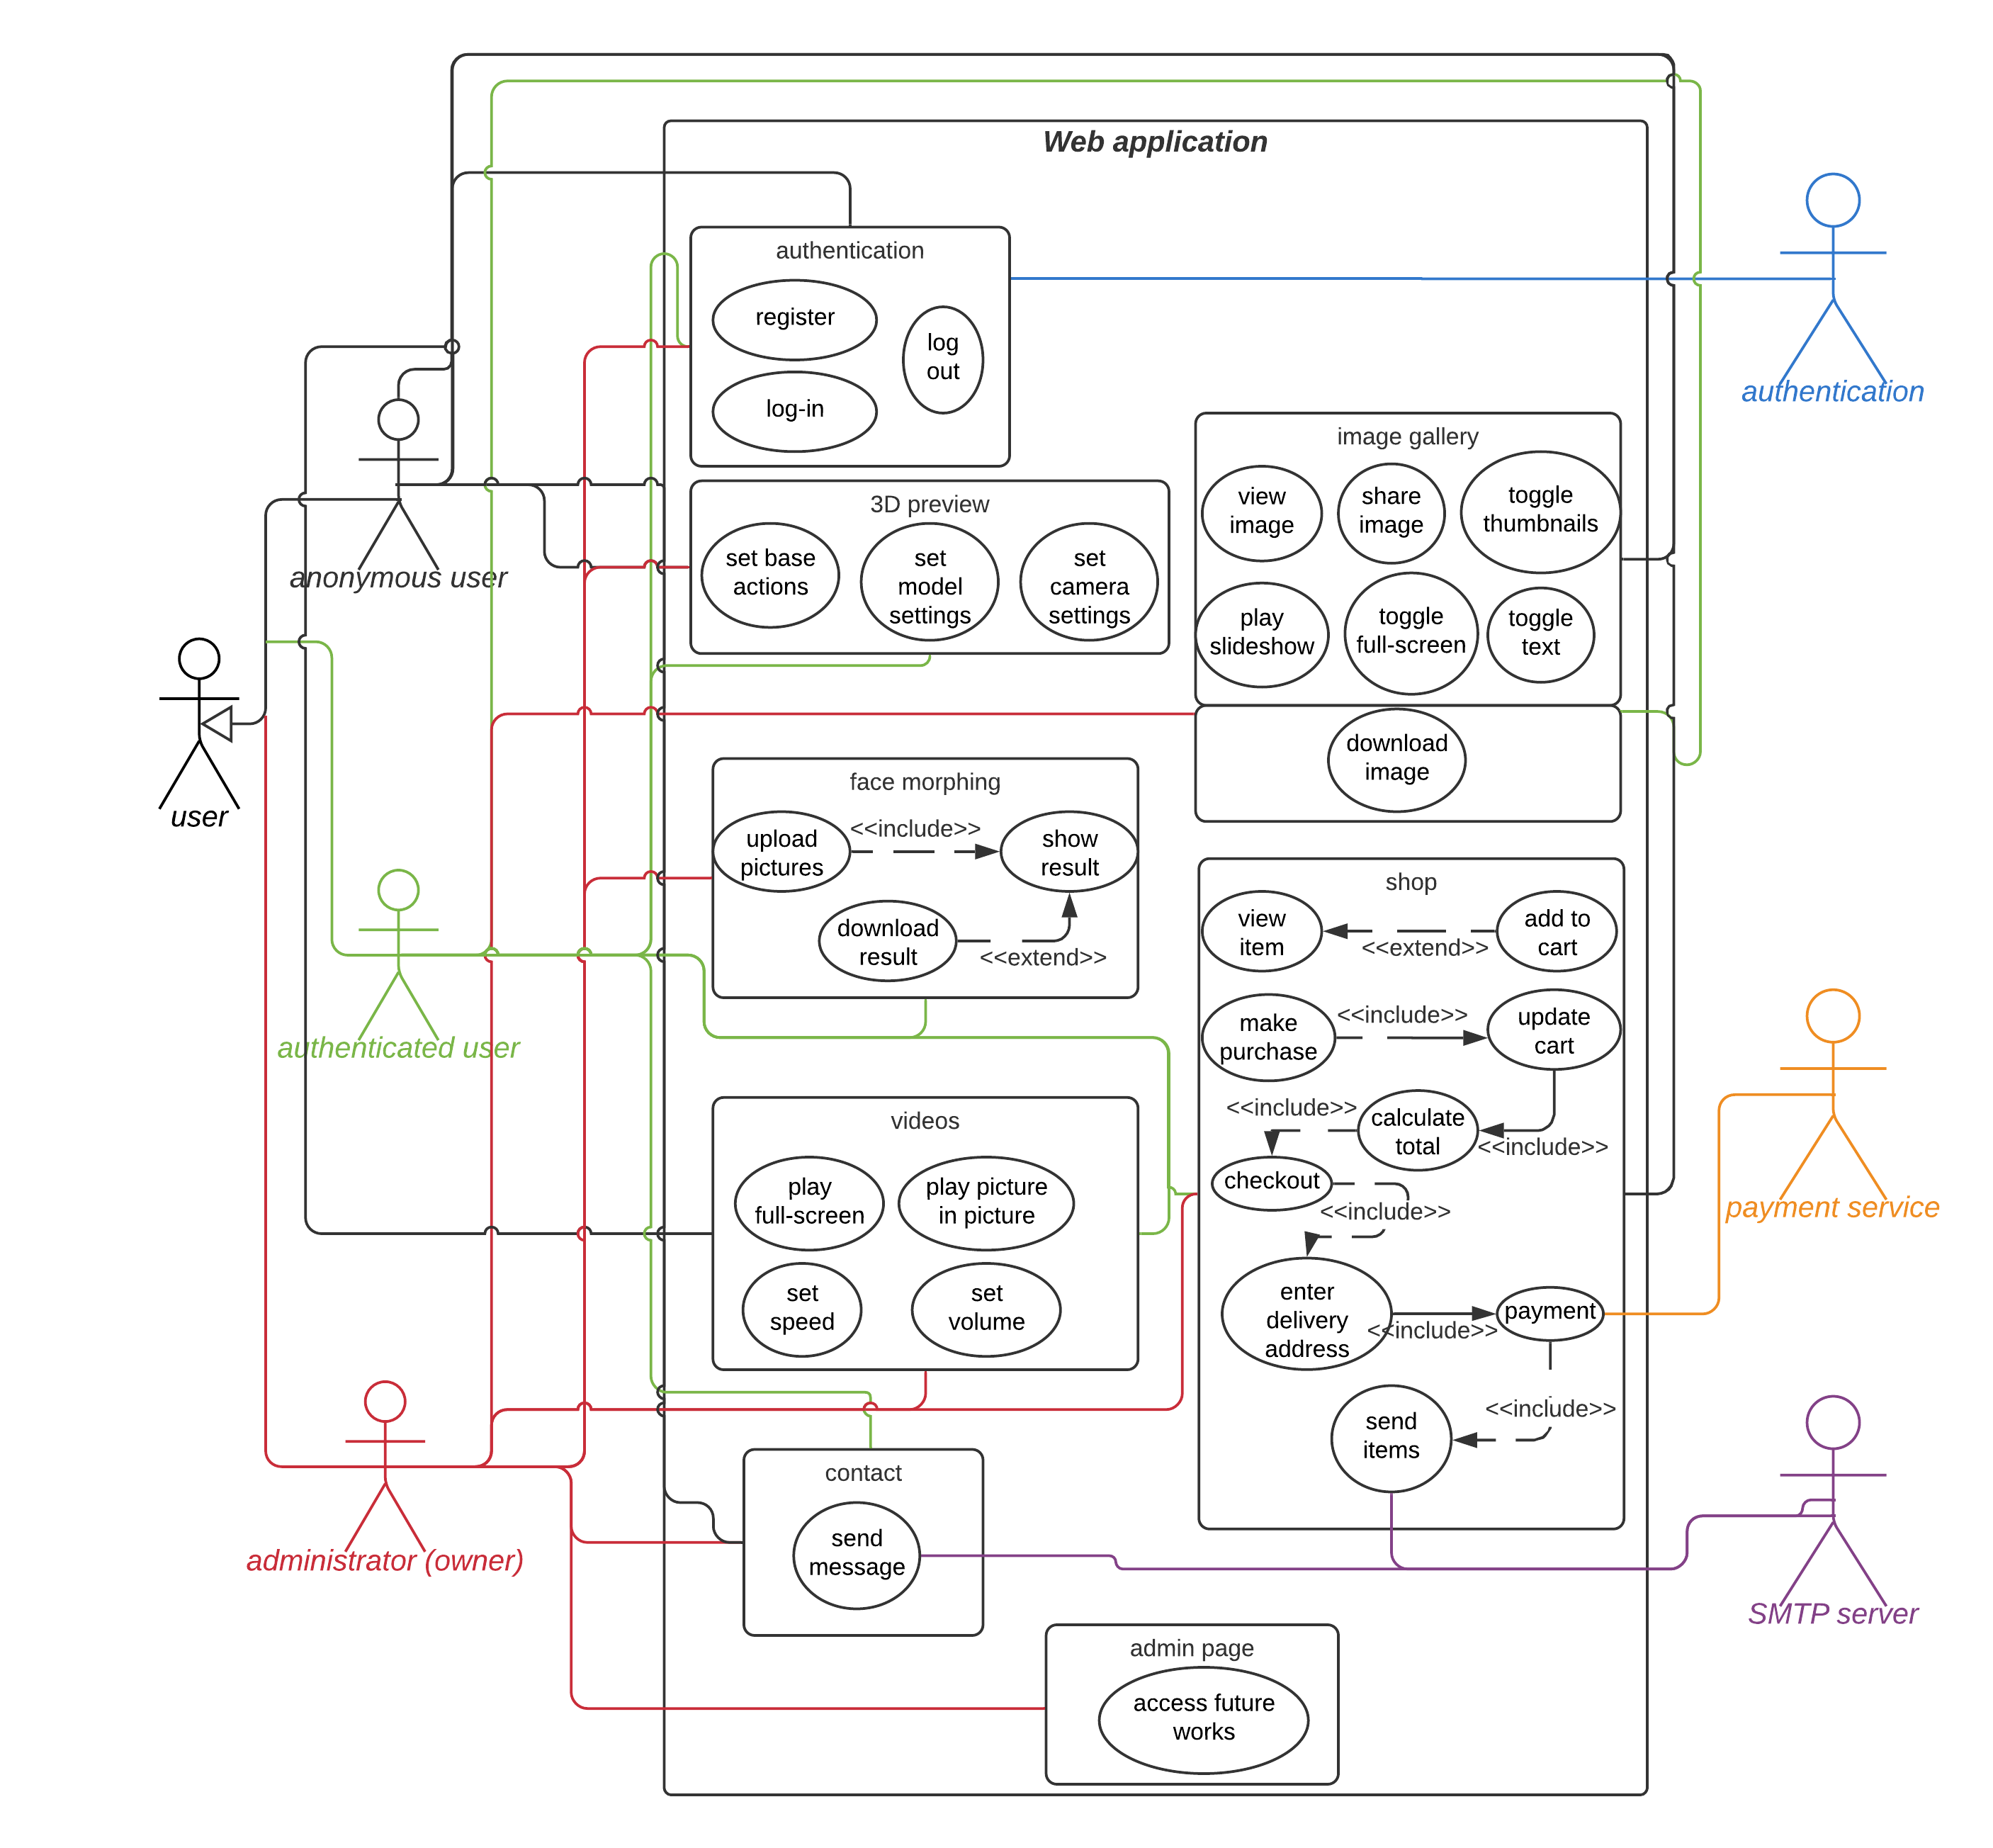 Web application
authentication
register
log
out
log-in
authentication
image gallery
view
image
share
image
toggle
thumbnails
play
slideshow
toggle
full-screen
toggle
text
download
image
3D preview
set base
actions
set
model
settings
set
camera
settings
anonymous user
user
face morphing
upload
pictures
<<include>>
show
result
download
result
<<extend>>
authenticated user
shop
view
item
<<extend>>
add to
cart
make
purchase
<<include>>
update
cart
<<include>>
calculate
total
<<include>>
checkout
<<include>>
enter
delivery
address
<<include>>
payment
<<include>>
send
items
payment service
videos
play
full-screen
play picture
in picture
set
speed
set
volume
administrator (owner)
contact
send
message
SMTP server
admin page
access future
works